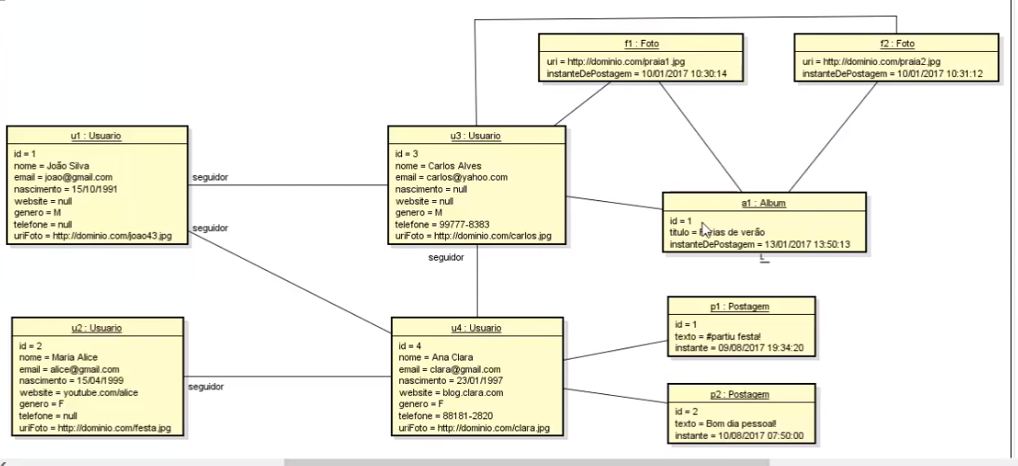 f1 : Foto
uri = http://dominio.com/praia1.jpg
instanteDePostagem = 10/01/2017 10:30:14
f2 : Foto
uri = http://dominio.com/praia2.jpg
instanteDePostagem = 10/01/2017 10:31:12
u1 : Usuario
id = 1
nome = João Silva
email = joao@gmail.com
nascimento = 15/10/1991
website = null
genero = M
telefone = null
uriFoto = http://dominio.com/joao43.jpg
seguidor
seguidor
u3 : Usuario
id = 3
nome = Carlos Alves
email = carlos@yahoo.com
nascimento = null
website = null
genero = M
telefone = 99777-8383
uriFoto = http://dominio.com/carlos.jpg
seguidor
a1 : Album
id = 1
titulo = de verão
instanteDePostagem = 13/01/2017 13:50:13
u2 : Usuario
id = 2
nome = Maria Alice
email = alice@gmail.com
nascimento = 15/04/1999
website = youtube.com/alice
genero = F
telefone = null
uriFoto = http://dominio.com/festa.jpg
seguidor
u4 : Usuario
id = 4
nome = Ana Clara
email = clara@gmail.com
nascimento = 23/01/1997
website = blog.clara.com
genero = F
telefone = 88181-2820
uriFoto = http://dominio.com/clara.jpg
p1 : Postagem
id = 1
texto = #partiu festa!
instante = 09/08/2017 19:34:20
p2 : Postagem
id = 2
texto = Bom dia pessoal!
instante = 10/08/2017 07:50:00